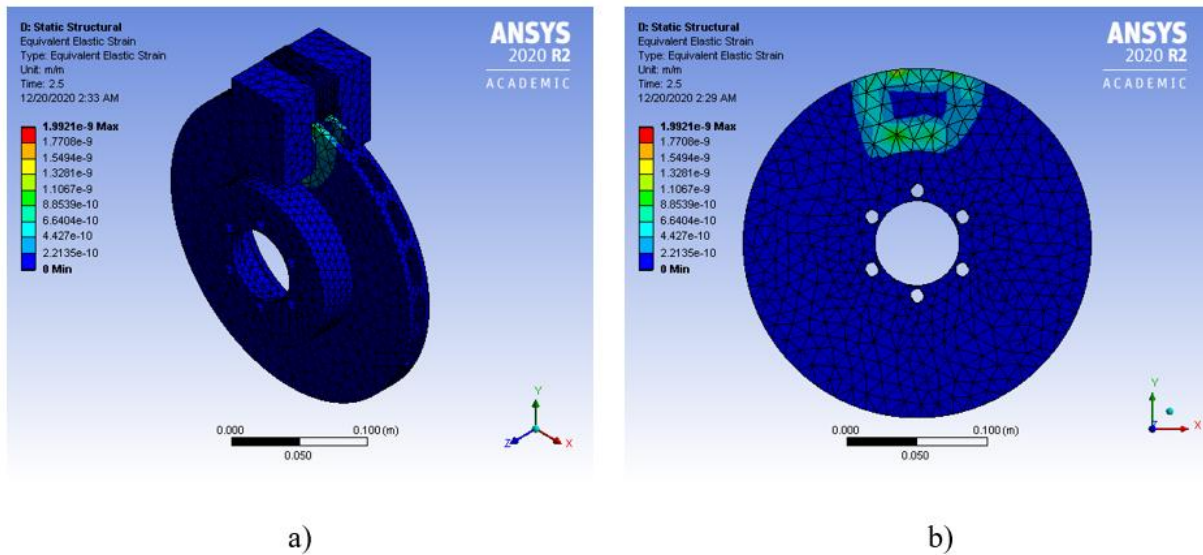 D: Static Structural
Equivalent Elastic Strain
Type: Equivalent Elastic Strain
Unit: m/m
Time: 2.5
12/20/2020 2:33 AM
1.9921e-9 Max
1.7708e-9
1.5494e-9
1.3281e-9
1.1067e-9
8.8539e-10
6.6404e-10
4.427e-10
2.2135e-10
0 Min
ANSYS
2020 R2
ACADEMIC
0.000
0.100 (m)
0.050
Y
Z
X
a)
D: Static Structural
Equivalent Elastic Strain
Type: Equivalent Elastic Strain
Unit: m/m
Time: 2.5
12/20/2020 2:29 AM
1.9921e-9 Max
1.7708e-9
1.5494e-9
1.3281e-9
1.1067e-9
8.8539e-10
6.6404e-10
4.427e-10
2.2135e-10
0 Min
ANSYS
2020 R2
ACADEMIC
0.000
0.100 (m)
0.050
Y
Z
X
b)